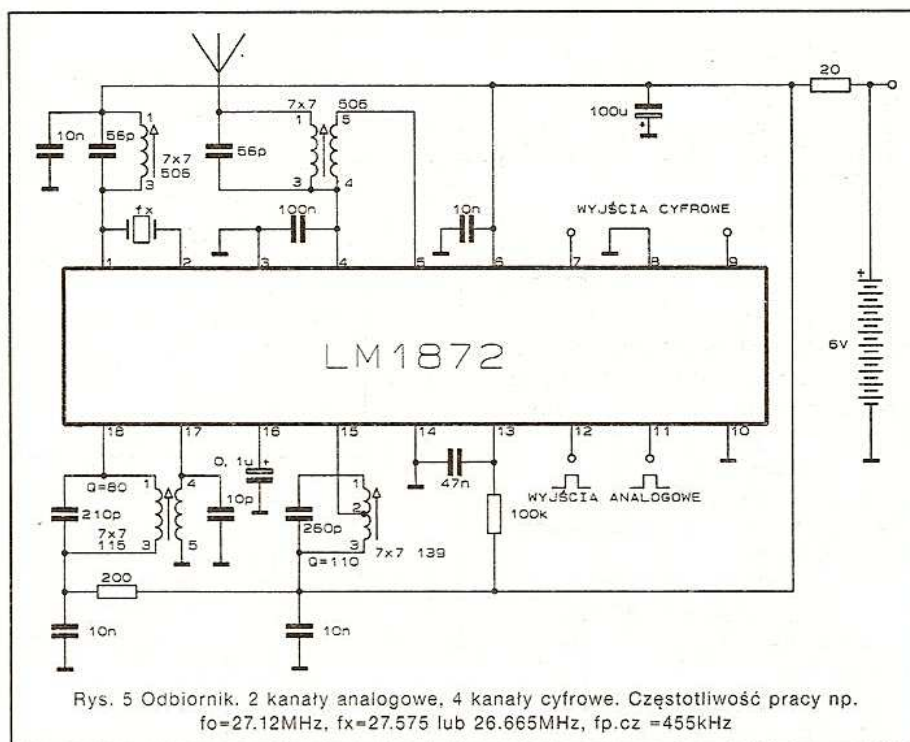 20
7x7
506
100u
+
10n
56p
1
7x7
506
3
56p
1
5
3
4
fx
100n
10n
WYJŚCIA CYFROWE
1
2
3
4
5
6
7
8
9
+
6V
LM1872
18
17
16
15
14
13
12
11
10
Q=80
1
4
0,1u
+
1
2
47n
210p
10p
260p
WYJŚCIA ANALOGOWE
7x7
115
3
5
3
7x7 139
100k
Q=110
200
10n
10n
Rys. 5 Odbiornik. 2 kanały analogowe, 4 kanały cyfrowe. Częstotliwość pracy np.
fo=27.12MHz, fx=27.575 lub 26.665MHz, fp.cz =455kHz